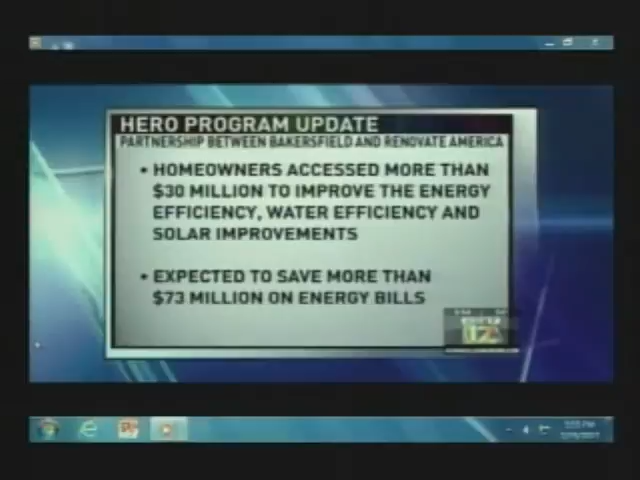 HERO PROGRAM UPDATE
PARTNERSHIP BETWEEN BAKERSFIELD AND RENOVATE AMERICA
• HOMEOWNERS ACCESSED MORE THAN
$30 MILLION TO IMPROVE THE ENERGY
EFFICIENCY, WATER EFFICIENCY AND
SOLAR IMPROVEMENTS
• EXPECTED TO SAVE MORE THAN
$73 MILLION ON ENERGY BILLS
12